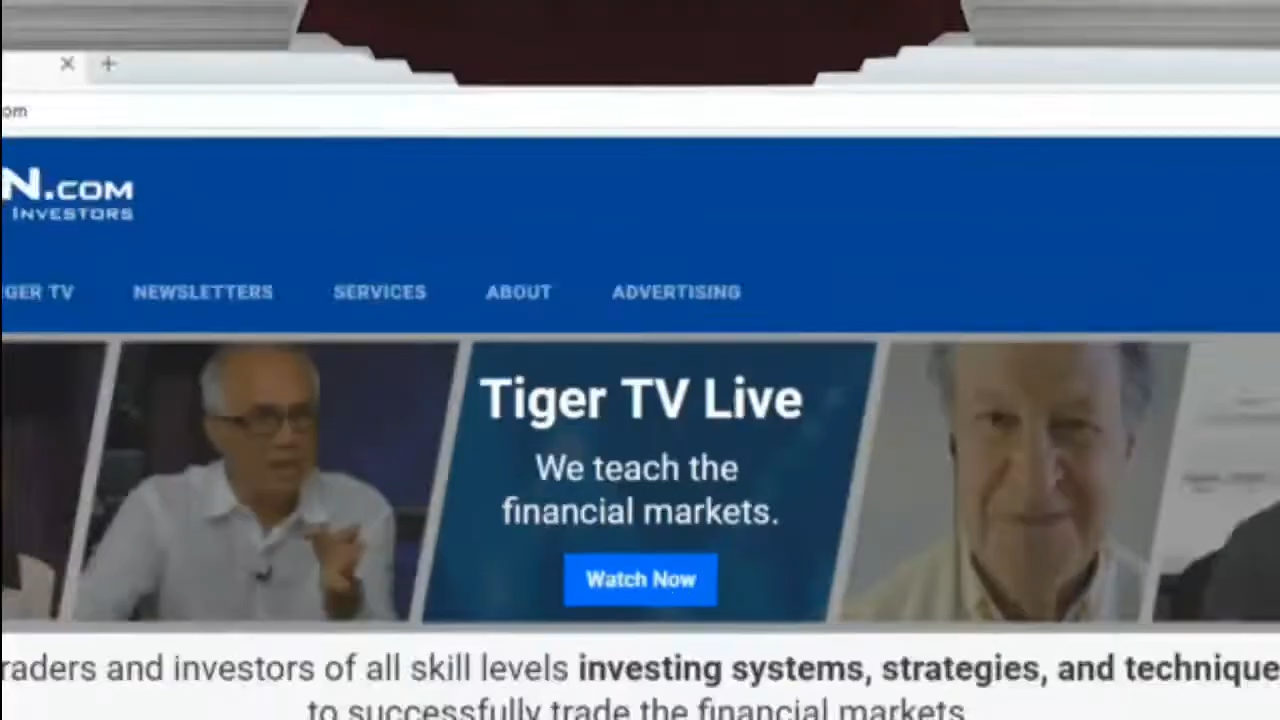 om
N.COM
INVESTORS
IGER TV NEWSLETTERS SERVICES ABOUT ADVERTISING
Tiger TV Live
We teach the
financial markets.
Watch Now
raders and investors of all skill levels investing systems, strategies, and technique
to successfully trade the financial markets